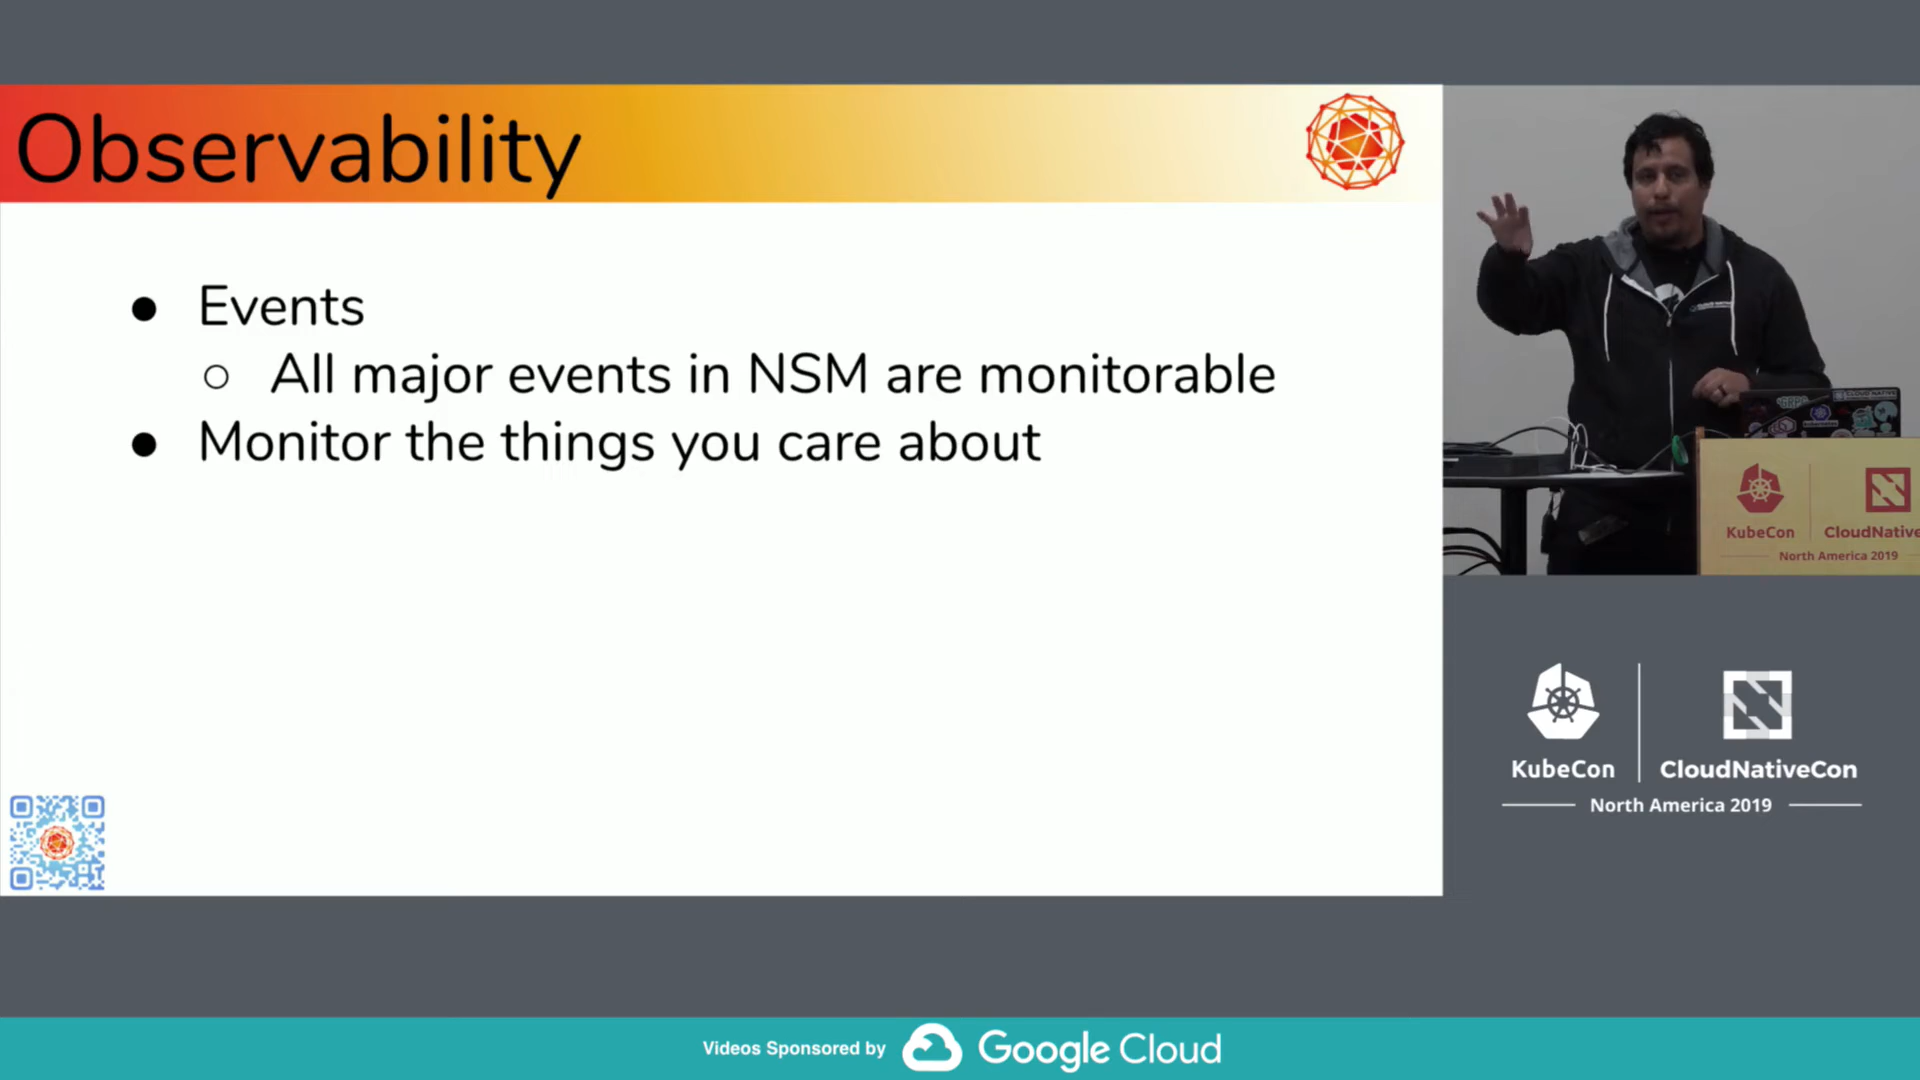 Observability
● Events
○ All major events in NSM are monitorable
● Monitor the things you care about
KubeCon
CloudNative
North America 2019
KubeCon
CloudNativeCon
North America 2019
Videos Sponsored by Google Cloud